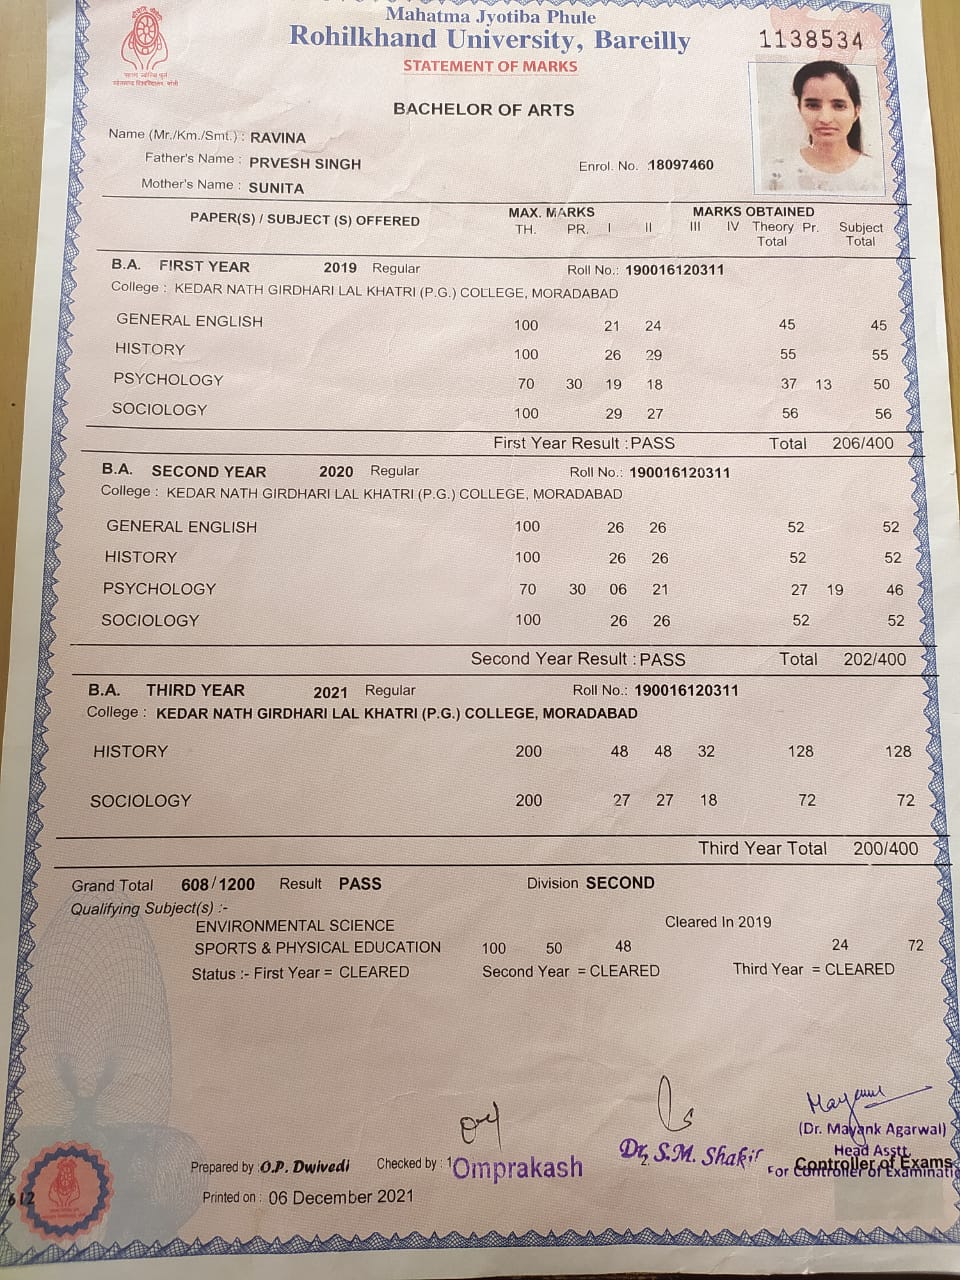 Mahatma Jyotiba Phule
Rohilkhand University, Bareilly
1138534
STATEMENT OF MARKS
BACHELOR OF ARTS
Name (Mr./Km./Smt.) : RAVINA
Father's Name : PRVESH SINGH
Enrol. No. :18097460
Mother's Name : SUNITA
PAPER(S) / SUBJECT (S) OFFERED MAX. MARKS MARKS OBTAINED
TH. PR. I II III IV Theory Total Pr. Subject Total
B.A. FIRST YEAR 2019 Regular Roll No.: 190016120311
College : KEDAR NATH GIRDHARI LAL KHATRI (P.G.) COLLEGE, MORADABAD
GENERAL ENGLISH 100 21 24 45 45
HISTORY 100 26 29 55 55
PSYCHOLOGY 70 30 19 18 37 13 50
SOCIOLOGY 100 29 27 56 56
First Year Result : PASS Total 206/400
B.A. SECOND YEAR 2020 Regular Roll No.: 190016120311
College : KEDAR NATH GIRDHARI LAL KHATRI (P.G.) COLLEGE, MORADABAD
GENERAL ENGLISH 100 26 26 52 52
HISTORY 100 26 26 52 52
PSYCHOLOGY 70 30 06 21 27 19 46
SOCIOLOGY 100 26 26 52 52
Second Year Result : PASS Total 202/400
B.A. THIRD YEAR 2021 Regular Roll No.: 190016120311
College : KEDAR NATH GIRDHARI LAL KHATRI (P.G.) COLLEGE, MORADABAD
HISTORY 200 48 48 32 128 128
SOCIOLOGY 200 27 27 18 72 72
Third Year Total 200/400
Grand Total 608/1200 Result PASS Division SECOND
Qualifying Subject(s) :-
ENVIRONMENTAL SCIENCE Cleared In 2019
SPORTS & PHYSICAL EDUCATION 100 50 48 24 72
Status :- First Year = CLEARED Second Year = CLEARED Third Year = CLEARED
(Dr. Mayank Agarwal)
Head Asstt.
Prepared by O.P. Dwivedi Checked by : 1 Omprakash 2. Dr. S.M. Shakir
Controller of Exams
For Controller of Examinatio
Printed on : 06 December 2021
612